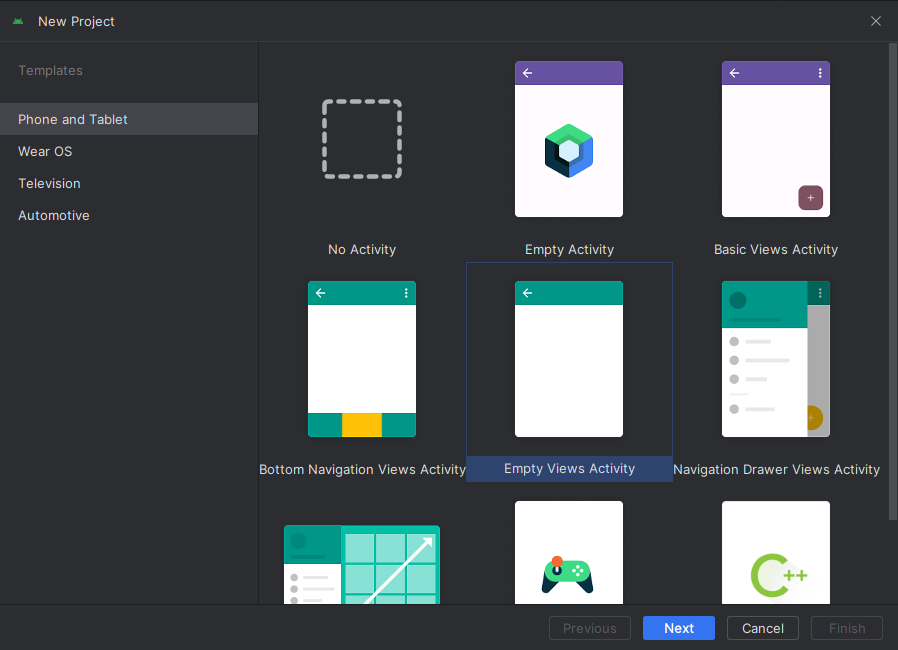 New Project
Templates
Phone and Tablet
Wear OS
Television
Automotive
No Activity
Empty Activity
Basic Views Activity
Bottom Navigation Views Activity
Empty Views Activity
Navigation Drawer Views Activity
C++
Previous
Next
Cancel
Finish